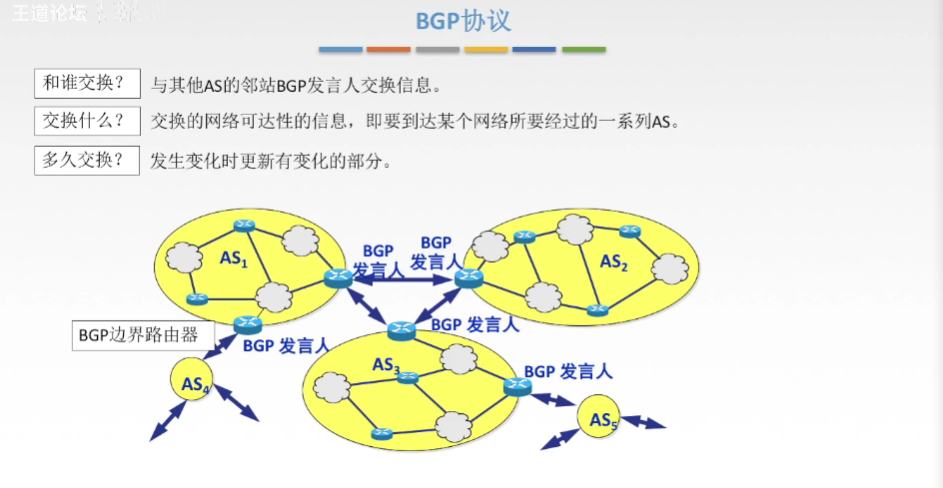 王道论坛
BGP协议
和谁交换？ 与其他AS的邻站BGP发言人交换信息。
交换什么？ 交换的网络可达性的信息，即要到达某个网络所要经过的一系列AS。
多久交换？ 发生变化时更新有变化的部分。
BGP
发言人
BGP
发言人
AS1
AS2
BGP边界路由器
BGP 发言人
BGP 发言人
AS3
BGP 发言人
AS4
AS5